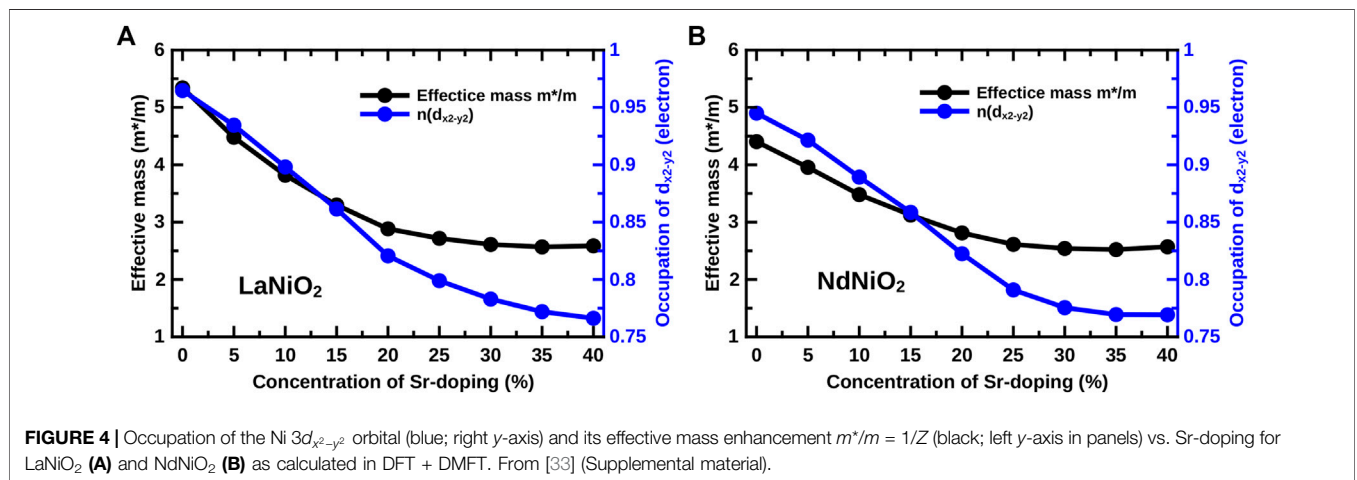 A
B
6
5
4
3
2
1
Effective mass (m*/m)
Effectice mass m*/m
n(dx2-y2)
LaNiO2
1
0.95
0.9
0.85
0.8
0.75
Occupation of dx2-y2 (electron)
0 5 10 15 20 25 30 35 40
Concentration of Sr-doping (%)
6
5
4
3
2
1
Effective mass (m*/m)
Effectice mass m*/m
n(dx2-y2)
NdNiO2
1
0.95
0.9
0.85
0.8
0.75
Occupation of dx2-y2 (electron)
0 5 10 15 20 25 30 35 40
Concentration of Sr-doping (%)
FIGURE 4 | Occupation of the Ni 3dx²−y² orbital (blue; right y-axis) and its effective mass enhancement m*/m = 1/Z (black; left y-axis in panels) vs. Sr-doping for
LaNiO2 (A) and NdNiO2 (B) as calculated in DFT + DMFT. From [33] (Supplemental material).